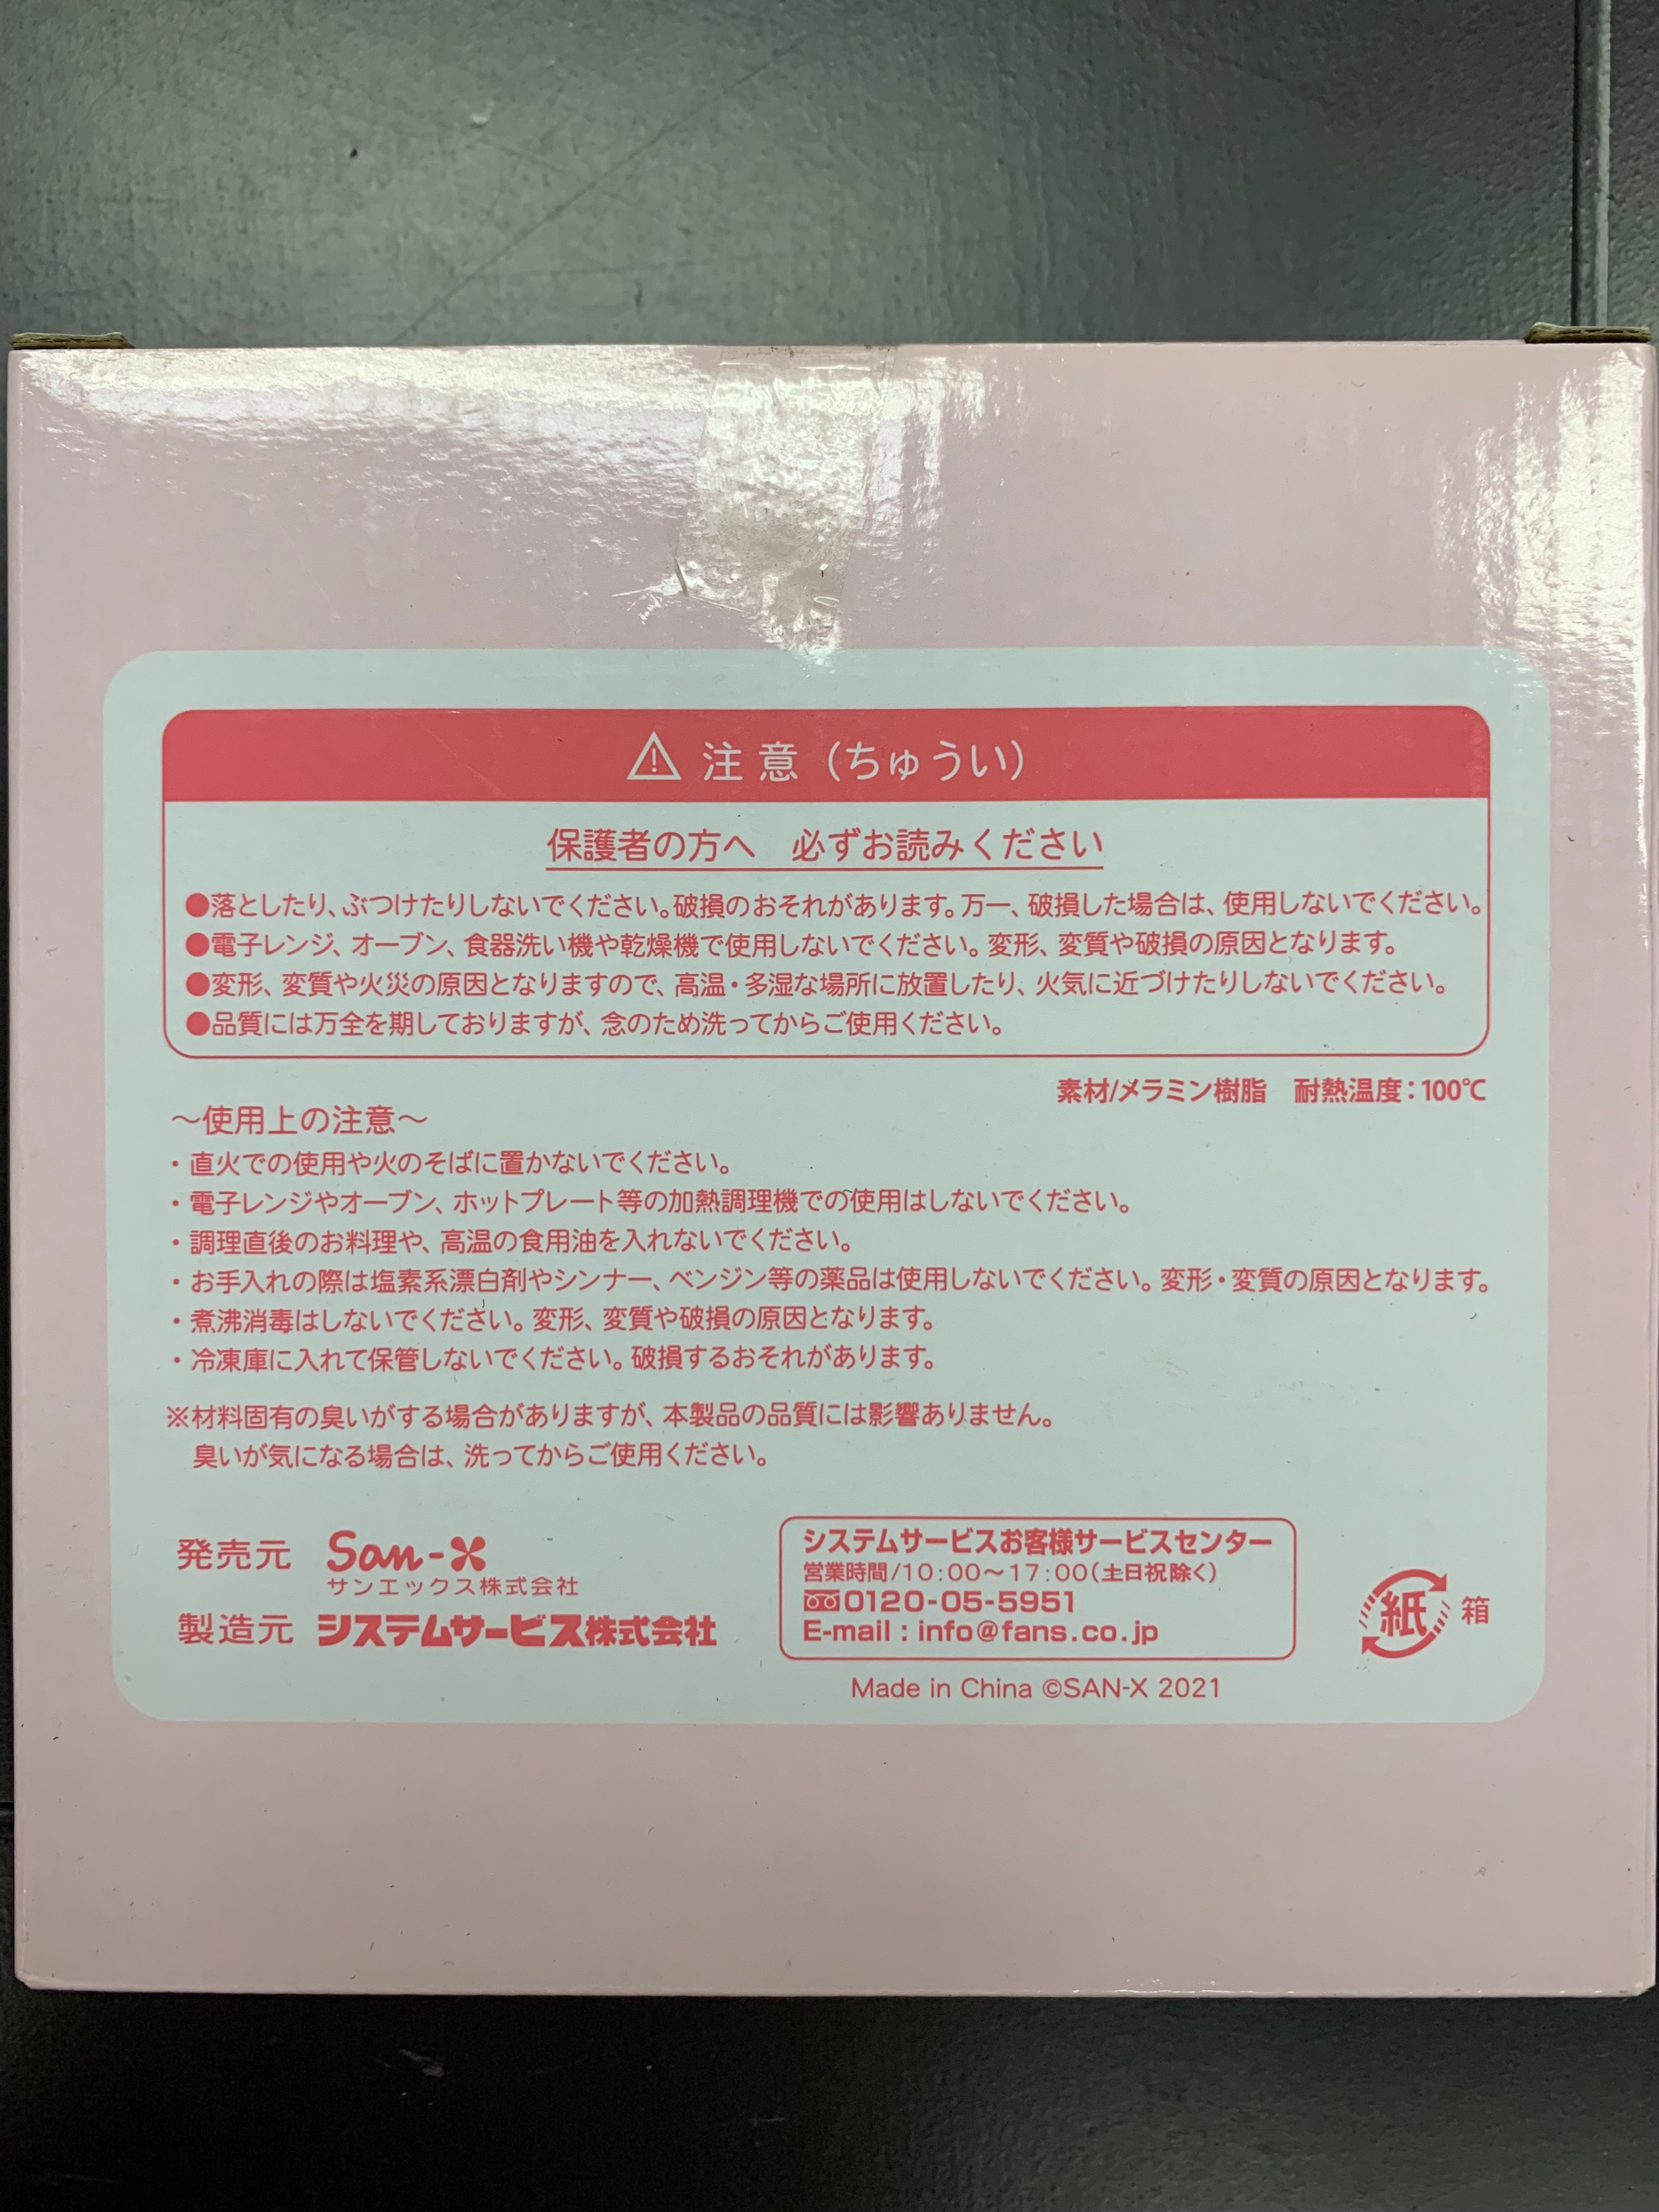 ⚠ 注意（ちゅうい）
保護者の方へ　必ずお読みください
●落としたり、ぶつけたりしないでください。破損のおそれがあります。万一、破損した場合は、使用しないでください。
●電子レンジ、オーブン、食器洗い機や乾燥機で使用しないでください。変形、変質や破損の原因となります。
●変形、変質や火災の原因となりますので、高温・多湿な場所に放置したり、火気に近づけたりしないでください。
●品質には万全を期しておりますが、念のため洗ってからご使用ください。
素材/メラミン樹脂　耐熱温度：100℃
～使用上の注意～
・直火での使用や火のそばに置かないでください。
・電子レンジやオーブン、ホットプレート等の加熱調理機での使用はしないでください。
・調理直後のお料理や、高温の食用油を入れないでください。
・お手入れの際は塩素系漂白剤やシンナー、ベンジン等の薬品は使用しないでください。変形・変質の原因となります。
・煮沸消毒はしないでください。変形、変質や破損の原因となります。
・冷凍庫に入れて保管しないでください。破損するおそれがあります。
※材料固有の臭いがする場合がありますが、本製品の品質には影響ありません。
臭いが気になる場合は、洗ってからご使用ください。
発売元 San-X
サンエックス株式会社
製造元 システムサービス株式会社
システムサービスお客様サービスセンター
営業時間/10:00～17:00（土日祝除く）
0120-05-5951
E-mail：info@fans.co.jp
紙 箱
Made in China ©SAN-X 2021